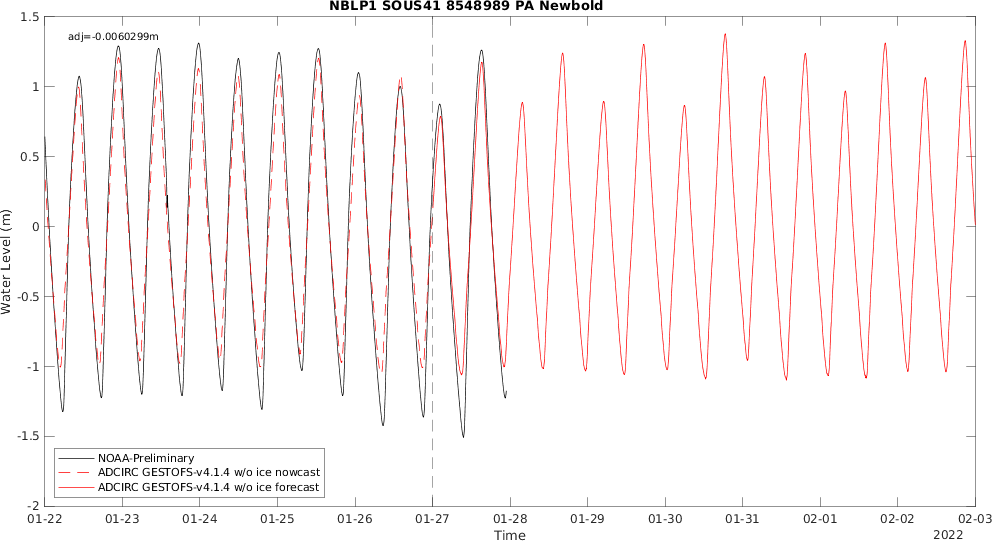 NBLP1 SOUS41 8548989 PA Newbold
adj=-0.0060299m
1.5
1
0.5
0
-0.5
-1
-1.5
-2
Water Level (m)
NOAA-Preliminary
ADCIRC GESTOFS-v4.1.4 w/o ice nowcast
ADCIRC GESTOFS-v4.1.4 w/o ice forecast
01-22 01-23 01-24 01-25 01-26 01-27 01-28 01-29 01-30 01-31 02-01 02-02 02-03
Time
2022